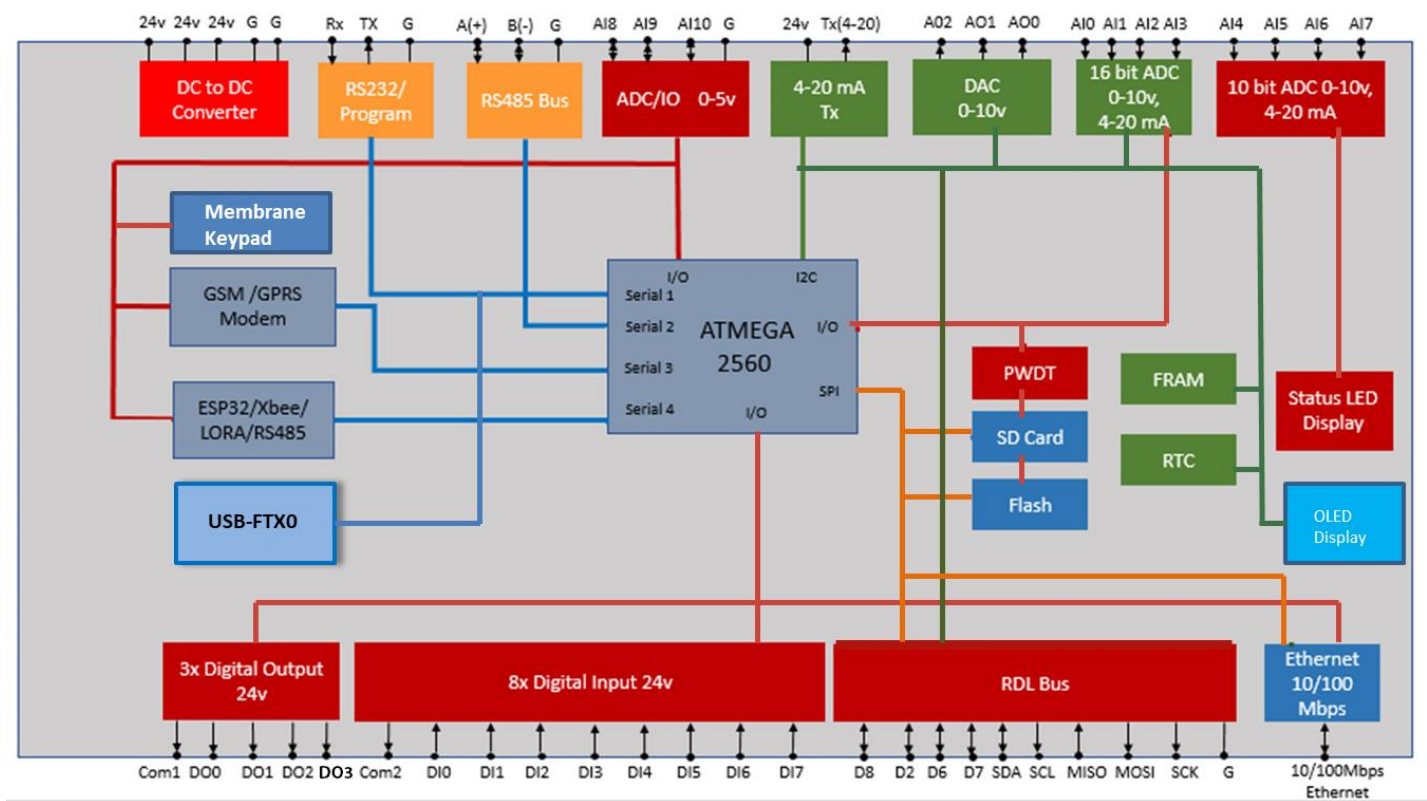 24v 24v 24v G G Rx TX G A(+) B(-) G AI8 AI9 AI10 G 24v Tx(4-20) A02 AO1 AO0 AI0 AI1 AI2 AI3 AI4 AI5 AI6 AI7
DC to DC
Converter
RS232/
Program
RS485 Bus
ADC/IO 0-5v
4-20 mA
Tx
DAC
0-10v
16 bit ADC
0-10v,
4-20 mA
10 bit ADC 0-10v,
4-20 mA
Membrane
Keypad
GSM /GPRS
Modem
ESP32/Xbee/
LORA/RS485
USB-FTX0
I/O
I2C
Serial 1
Serial 2
Serial 3
Serial 4
ATMEGA
2560
I/O
SPI
I/O
PWDT
SD Card
Flash
FRAM
RTC
Status LED
Display
OLED
Display
3x Digital Output
24v
8x Digital Input 24v
RDL Bus
Ethernet
10/100
Mbps
Com1 DO0 DO1 DO2 DO3 Com2 DI0 DI1 DI2 DI3 DI4 DI5 DI6 DI7 D8 D2 D6 D7 SDA SCL MISO MOSI SCK G 10/100Mbps
Ethernet